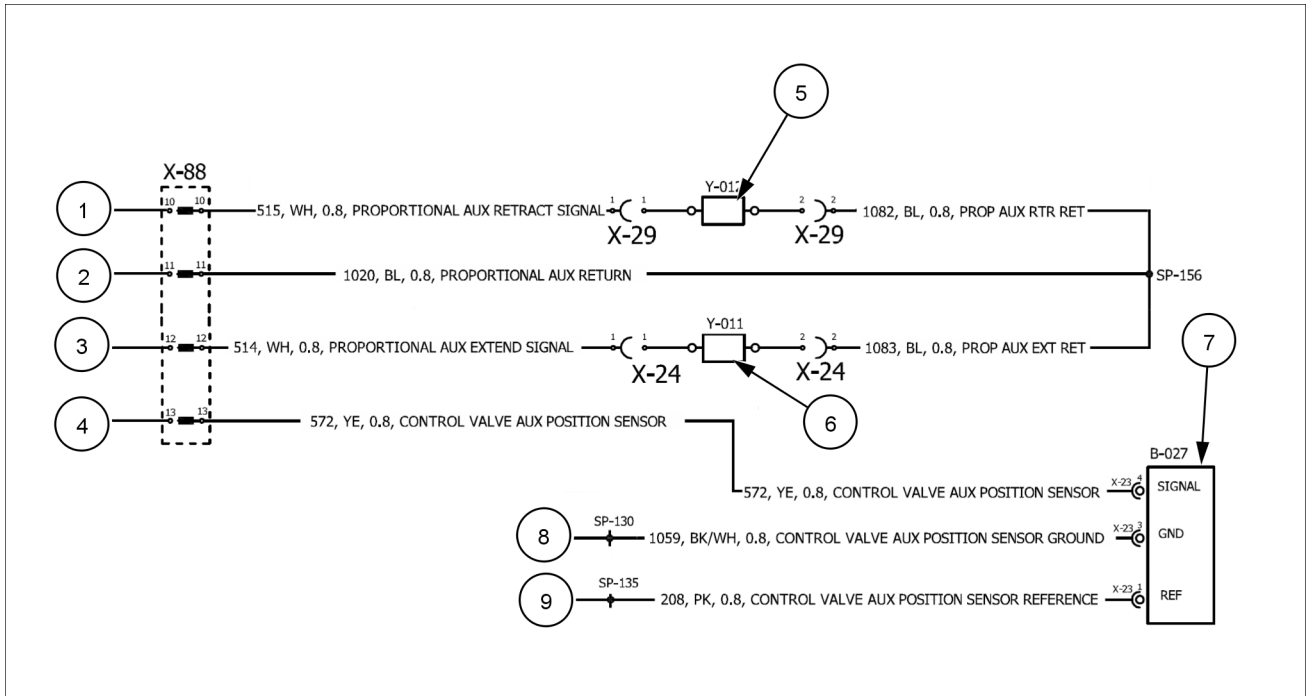 5
X-88
Y-012
1
10 10
515, WH, 0.8, PROPORTIONAL AUX RETRACT SIGNAL
1 1
X-29
2 2
X-29
1082, BL, 0.8, PROP AUX RTR RET
2
11 11
1020, BL, 0.8, PROPORTIONAL AUX RETURN
SP-156
3
12 12
514, WH, 0.8, PROPORTIONAL AUX EXTEND SIGNAL
1 1
X-24
Y-011
2 2
X-24
1083, BL, 0.8, PROP AUX EXT RET
7
4
13 13
572, YE, 0.8, CONTROL VALVE AUX POSITION SENSOR
6
B-027
572, YE, 0.8, CONTROL VALVE AUX POSITION SENSOR
X-23 4
SIGNAL
8
SP-130
1059, BK/WH, 0.8, CONTROL VALVE AUX POSITION SENSOR GROUND
X-23 3
GND
9
SP-135
208, PK, 0.8, CONTROL VALVE AUX POSITION SENSOR REFERENCE
X-23 1
REF